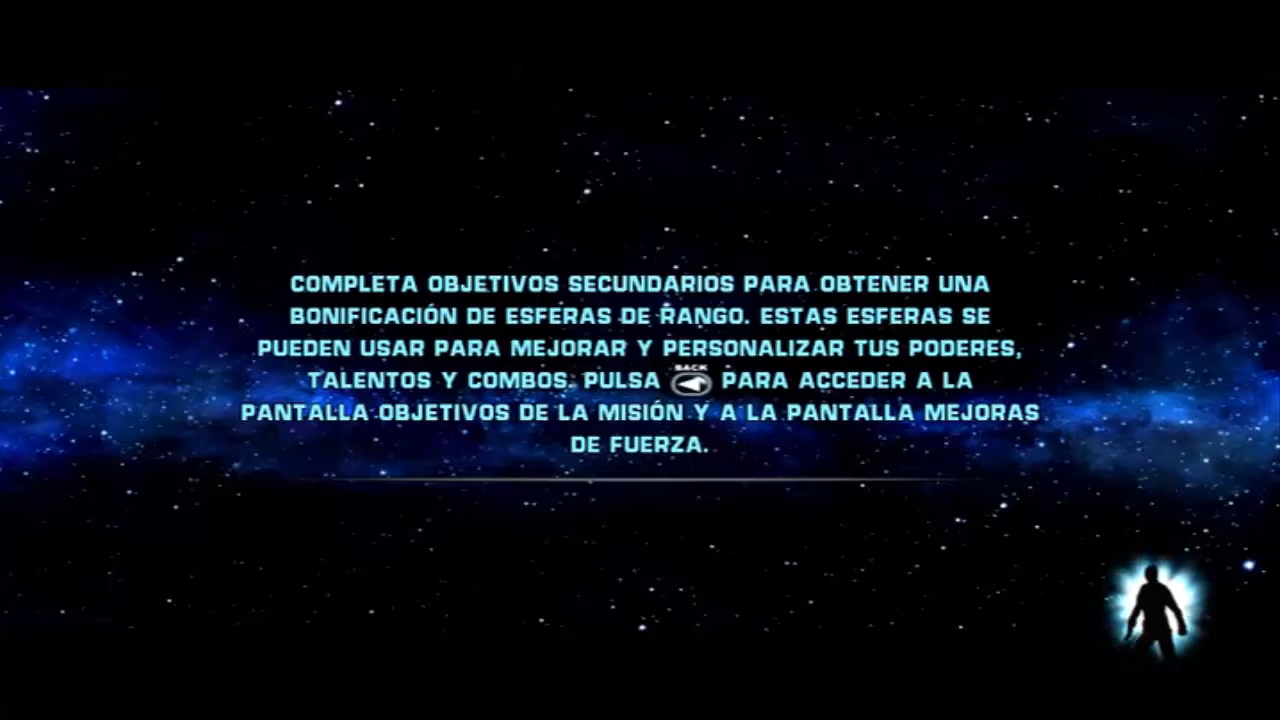 COMPLETA OBJETIVOS SECUNDARIOS PARA OBTENER UNA
BONIFICACIÓN DE ESFERAS DE RANGO. ESTAS ESFERAS SE
PUEDEN USAR PARA MEJORAR Y PERSONALIZAR TUS PODERES,
TALENTOS Y COMBOS. PULSA BACK PARA ACCEDER A LA
PANTALLA OBJETIVOS DE LA MISIÓN Y A LA PANTALLA MEJORAS
DE FUERZA.